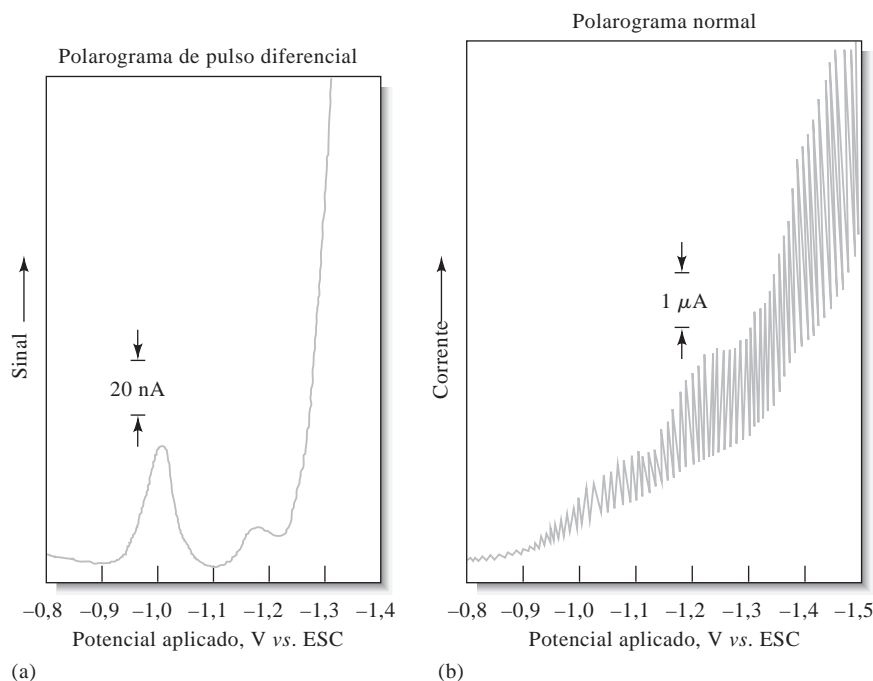 Polarograma de pulso diferencial
Sinal
20 nA
–0,8 –0,9 –1,0 –1,1 –1,2 –1,3 –1,4
Potencial aplicado, V vs. ESC
(a)
Polarograma normal
Corrente
1 μA
–0,8 –0,9 –1,0 –1,1 –1,2 –1,3 –1,4 –1,5
Potencial aplicado, V vs. ESC
(b)